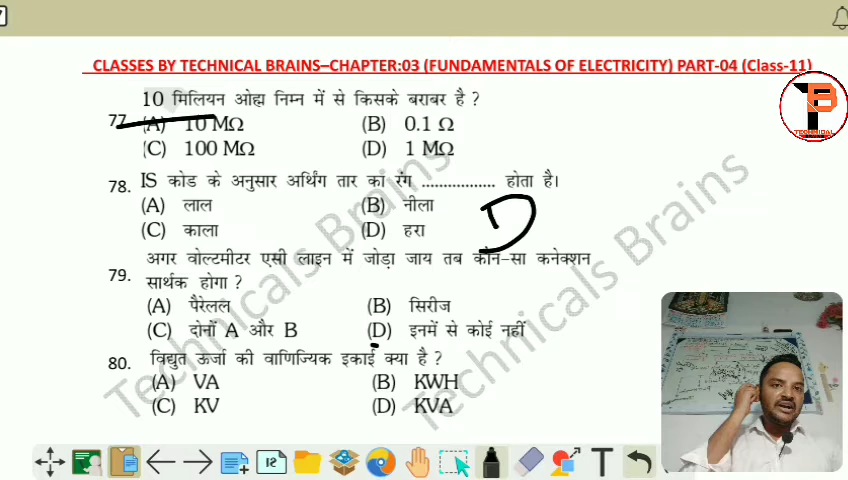 CLASSES BY TECHNICAL BRAINS–CHAPTER:03 (FUNDAMENTALS OF ELECTRICITY) PART-04 (Class-11)
77. 10 मिलियन ओह्म निम्न में से किसके बराबर है ?
(A) 10 MΩ (B) 0.1 Ω
(C) 100 MΩ (D) 1 MΩ
78. IS कोड के अनुसार अर्थिंग तार का रंग ................. होता है।
(A) लाल (B) नीला
(C) काला (D) हरा
D
79. अगर वोल्टमीटर एसी लाइन में जोड़ा जाय तब कौन-सा कनेक्शन
सार्थक होगा ?
(A) पैरेलल (B) सिरीज
(C) दोनों A और B (D) इनमें से कोई नहीं
80. विद्युत ऊर्जा की वाणिज्यिक इकाई क्या है ?
(A) VA (B) KWH
(C) KV (D) KVA
Technicals Brains
Technicals Brains
TB
TECHNICAL BRAINS
T